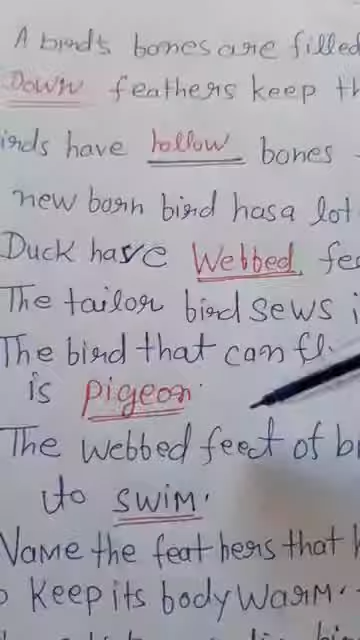 A bird's bones are filled
Down feathers keep th
irds have hollow bones
new born bird has a lot
Duck have Webbed fe
The tailor bird sews i
The bird that can fl
is pigeon.
The webbed feet of bi
to swim.
Name the feathers that h
keep its body warm.